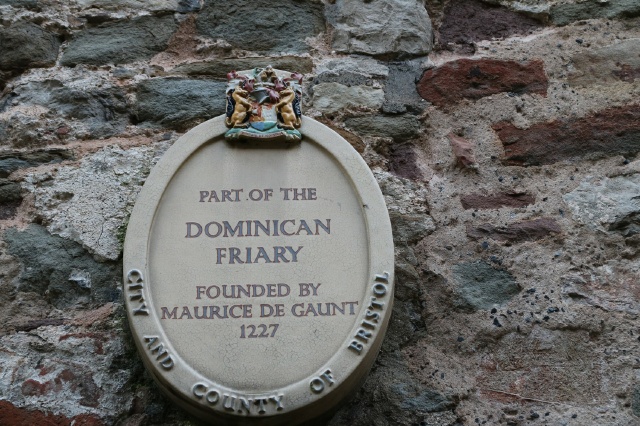 PART OF THE
DOMINICAN
FRIARY
FOUNDED BY
MAURICE DE GAUNT
1227
CITY AND COUNTY OF BRISTOL